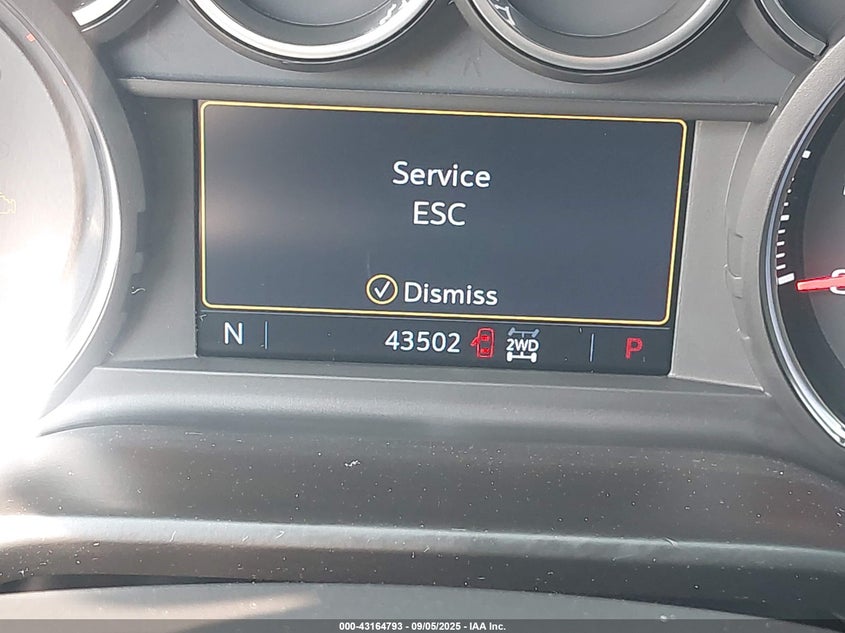 Service
ESC
Dismiss
N 43502 2WD P
000-43164793 - 09/05/2025 - IAA Inc.